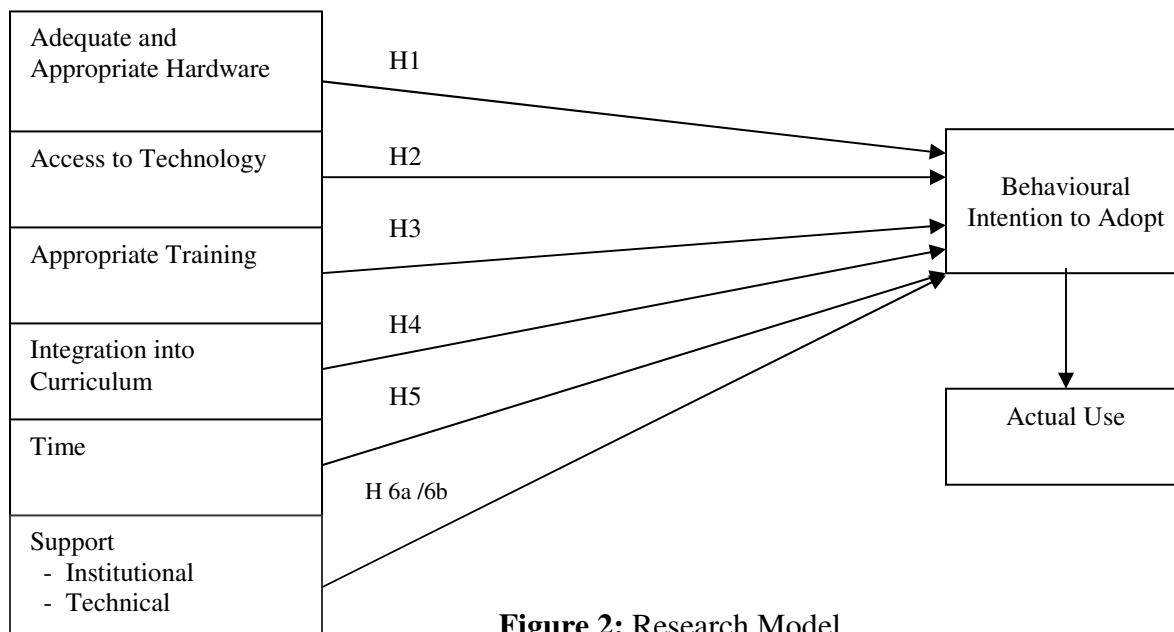 Adequate and
Appropriate Hardware
H1
Access to Technology
H2
Appropriate Training
H3
Integration into
Curriculum
H4
Time
H5
Support
- Institutional
- Technical
H 6a /6b
Behavioural
Intention to Adopt
Actual Use
Figure 2: Research Model